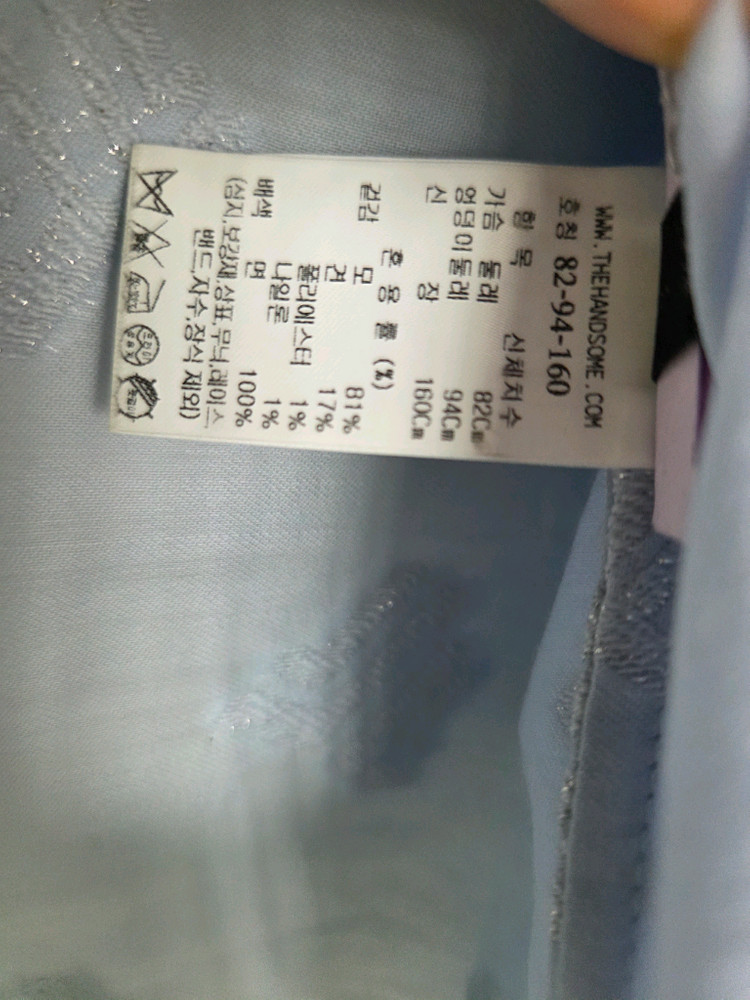 WWW.THEHANDSOME.COM
호칭 82-94-160
항 목 신체치수
가슴 둘레 82Cm
엉덩이둘레 94Cm
신 장 160Cm
혼 용 률 (%)
겉감 모 81%
견 17%
폴리에스터 1%
나일론 1%
배색 면 100%
(심지,보강재,상표,무늬,레이스
밴드,자수,장식 제외)